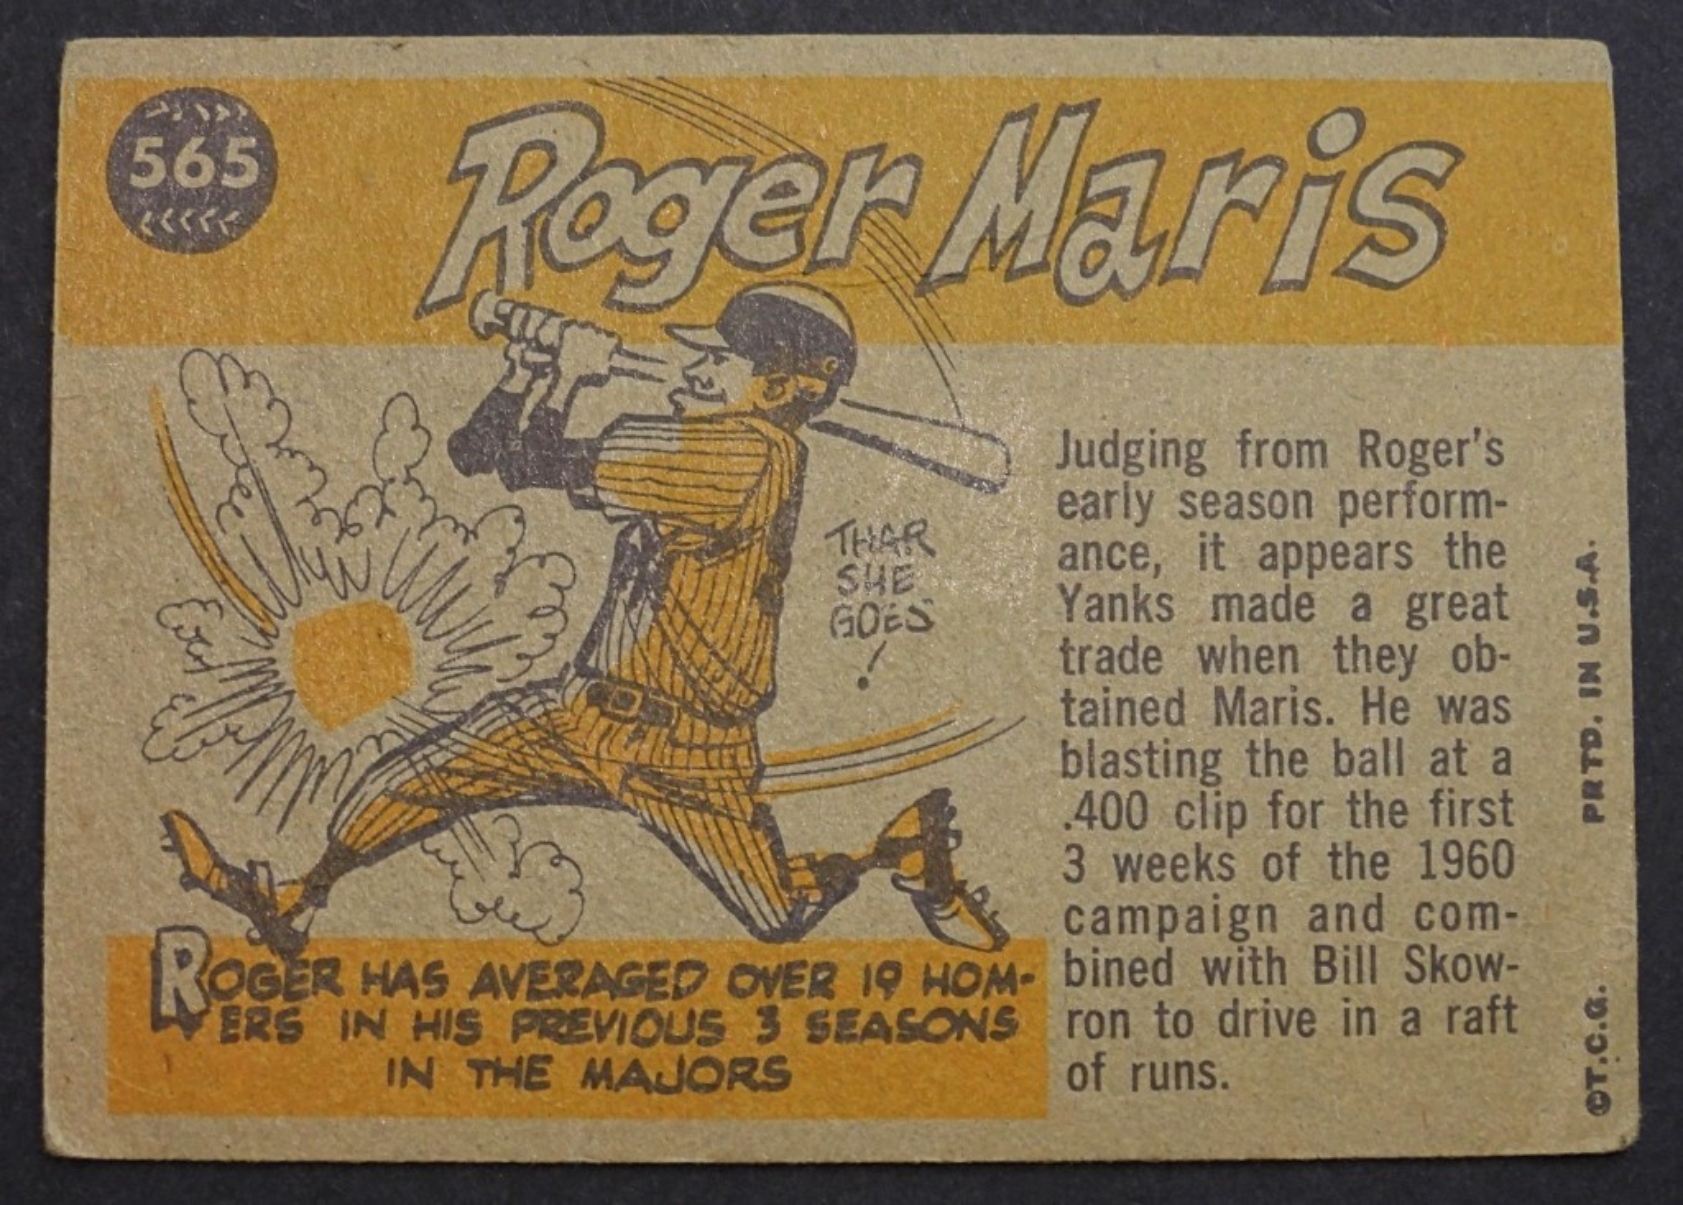 565
Roger Maris
THAR
SHE
GOES
!
Judging from Roger's
early season perform-
ance, it appears the
Yanks made a great
trade when they ob-
tained Maris. He was
blasting the ball at a
.400 clip for the first
3 weeks of the 1960
campaign and com-
bined with Bill Skow-
ron to drive in a raft
of runs.
ROGER HAS AVERAGED OVER 19 HOM-
ERS IN HIS PREVIOUS 3 SEASONS
IN THE MAJORS
©T.C.G. PRTD. IN U.S.A.